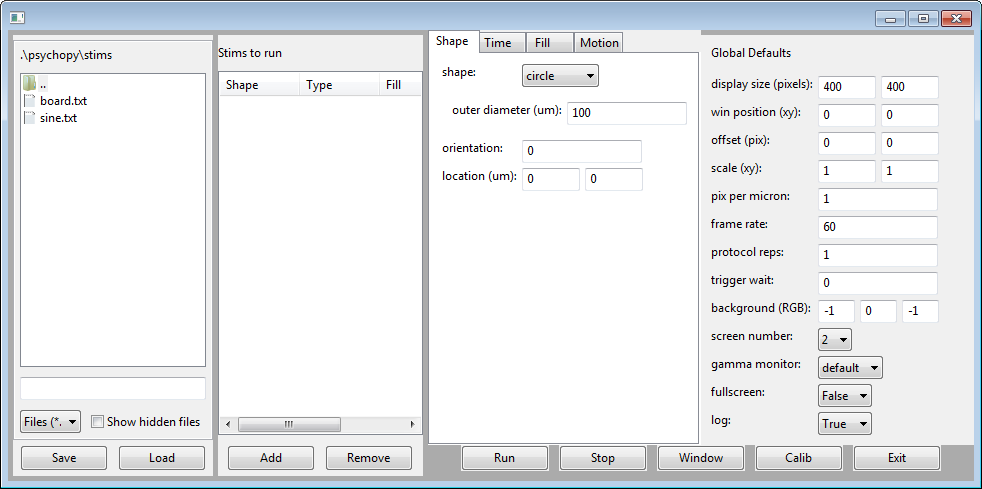 .\psychopy\stims
..
board.txt
sine.txt
Files (*.
Show hidden files
Save
Load
Stims to run
Shape
Type
Fill
Add
Remove
Shape
Time
Fill
Motion
shape:
circle
outer diameter (um):
100
orientation:
0
location (um):
0
0
Run
Stop
Window
Calib
Exit
Global Defaults
display size (pixels):
400
400
win position (xy):
0
0
offset (pix):
0
0
scale (xy):
1
1
pix per micron:
1
frame rate:
60
protocol reps:
1
trigger wait:
0
background (RGB):
-1
0
-1
screen number:
2
gamma monitor:
default
fullscreen:
False
log:
True